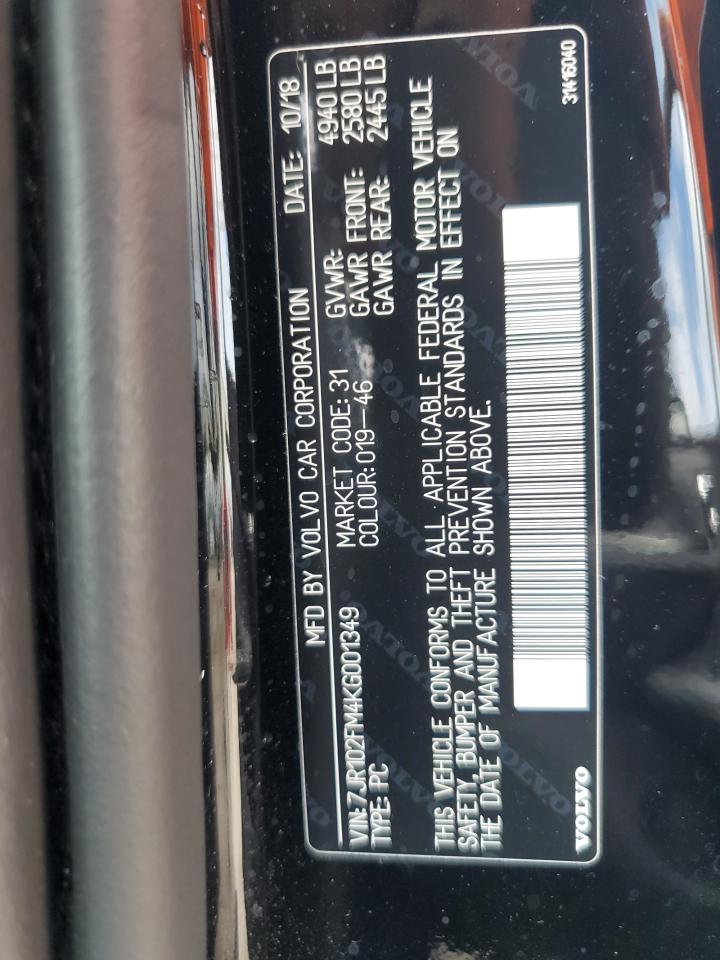 MFD BY VOLVO CAR CORPORATION DATE: 10/18
VIN: 7JR102FM4KG001349 MARKET CODE: 31 GVWR: 4940 LB
TYPE: PC COLOUR: 019-46 GAWR FRONT: 2580 LB
GAWR REAR: 2445 LB
THIS VEHICLE CONFORMS TO ALL APPLICABLE FEDERAL MOTOR VEHICLE
SAFETY, BUMPER AND THEFT PREVENTION STANDARDS IN EFFECT ON
THE DATE OF MANUFACTURE SHOWN ABOVE.
VOLVO 31416040